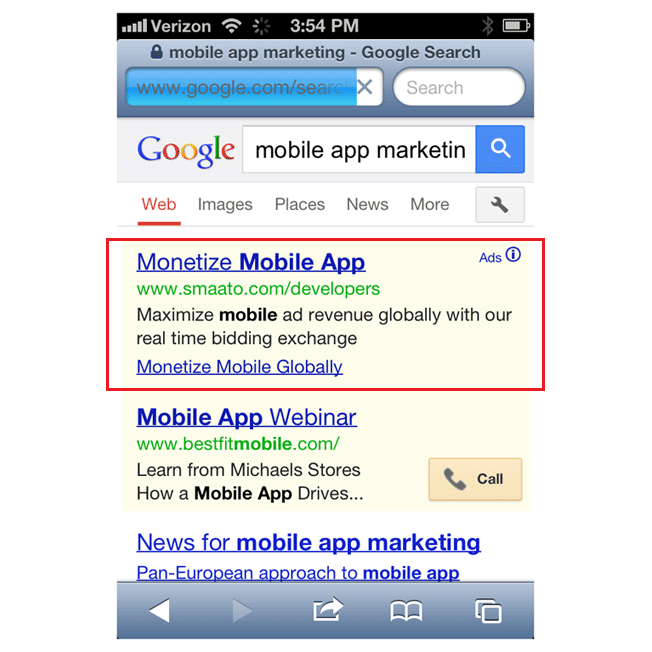 Verizon 3:54 PM
mobile app marketing - Google Search
www.google.com/search Search
Google mobile app marketin
Web Images Places News More
Monetize Mobile App Ads
www.smaato.com/developers
Maximize mobile ad revenue globally with our
real time bidding exchange
Monetize Mobile Globally
Mobile App Webinar
www.bestfitmobile.com/
Learn from Michaels Stores
How a Mobile App Drives...
Call
News for mobile app marketing
Pan-European approach to mobile app